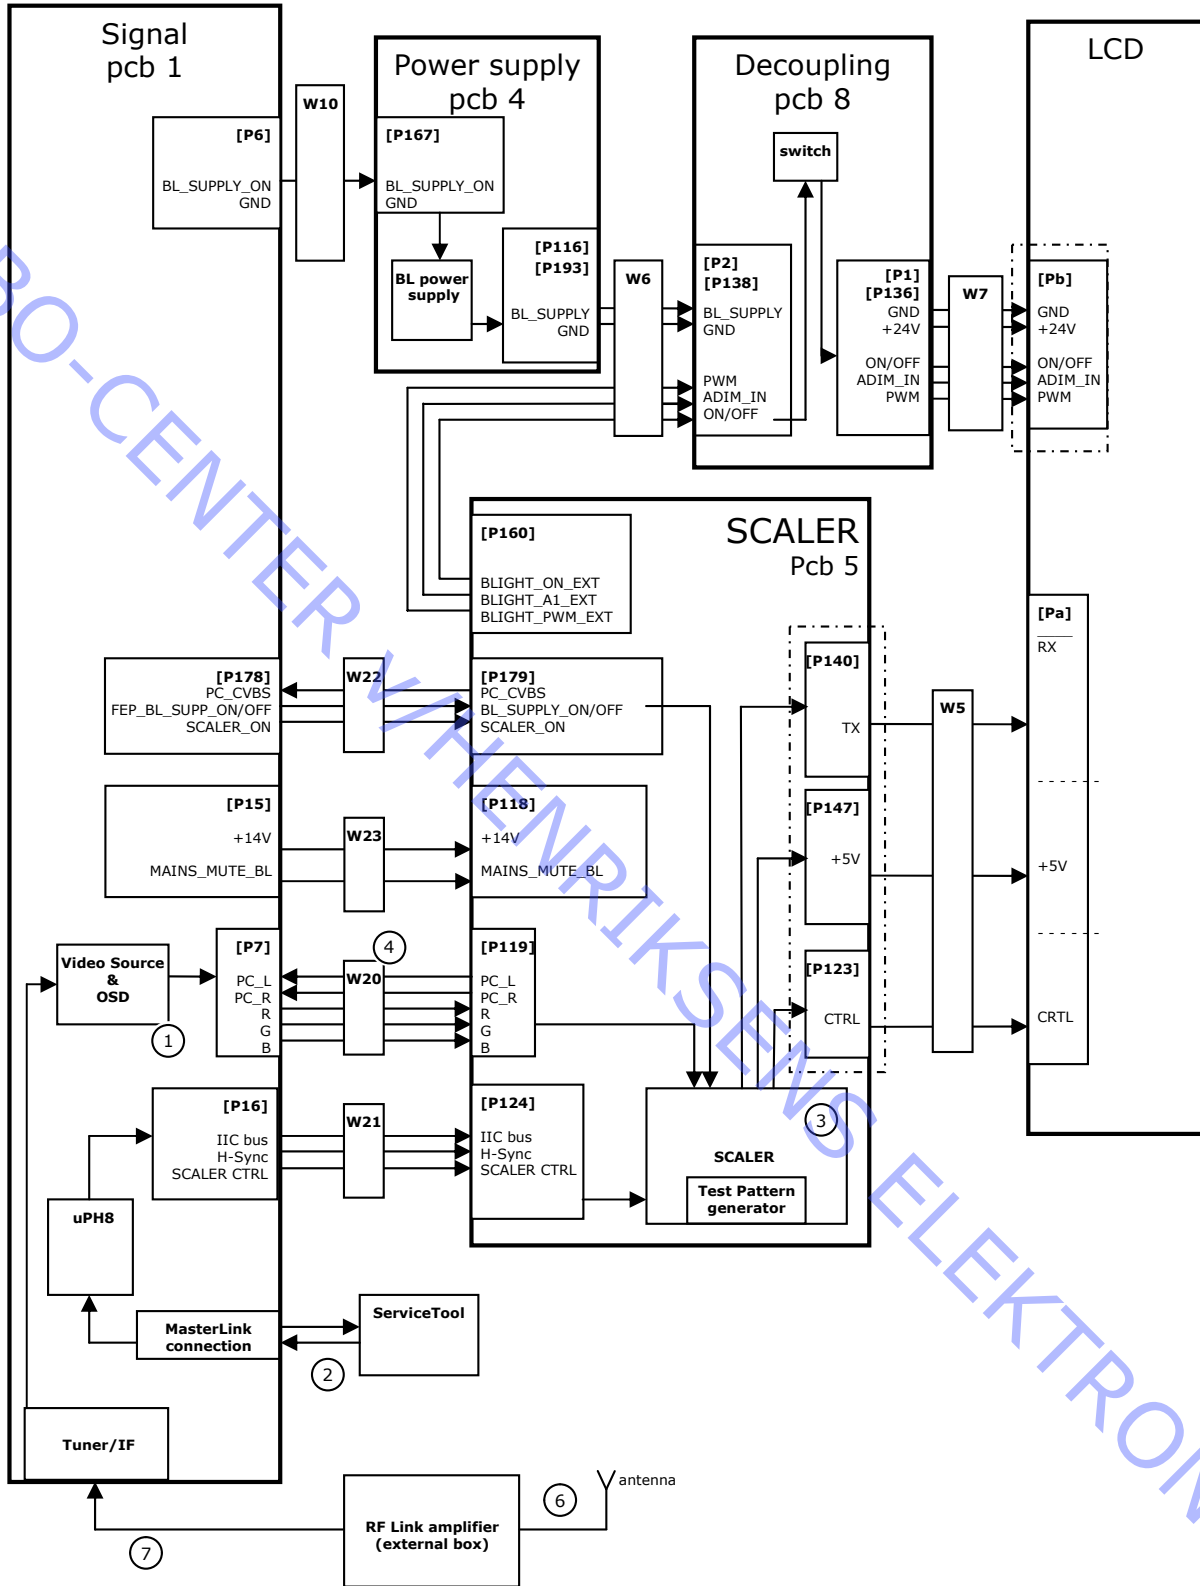 Signal
pcb 1
[P6]
BL_SUPPLY_ON
GND
W10
Power supply
pcb 4
[P167]
BL_SUPPLY_ON
GND
BL power
supply
[P116]
[P193]
BL_SUPPLY
GND
W6
Decoupling
pcb 8
switch
[P2]
[P138]
BL_SUPPLY
GND
PWM
ADIM_IN
ON/OFF
[P1]
[P136]
GND
+24V
ON/OFF
ADIM_IN
PWM
W7
LCD
[Pb]
GND
+24V
ON/OFF
ADIM_IN
PWM
SCALER
Pcb 5
[P160]
BLIGHT_ON_EXT
BLIGHT_A1_EXT
BLIGHT_PWM_EXT
[P178]
PC_CVBS
FEP_BL_SUPP_ON/OFF
SCALER_ON
W22
[P179]
PC_CVBS
BL_SUPPLY_ON/OFF
SCALER_ON
[P15]
+14V
MAINS_MUTE_BL
W23
[P118]
+14V
MAINS_MUTE_BL
Video Source
&
OSD
1
[P7]
PC_L
PC_R
R
G
B
4
W20
[P119]
PC_L
PC_R
R
G
B
[P16]
IIC bus
H-Sync
SCALER CTRL
W21
[P124]
IIC bus
H-Sync
SCALER CTRL
3
SCALER
Test Pattern
generator
[P140]
TX
[P147]
+5V
[P123]
CTRL
W5
[Pa]
RX
+5V
CRTL
uPH8
MasterLink
connection
2
ServiceTool
Tuner/IF
7
RF Link amplifier
(external box)
6
antenna
BO-CENTER V/HENRIKSENS ELEKTRON